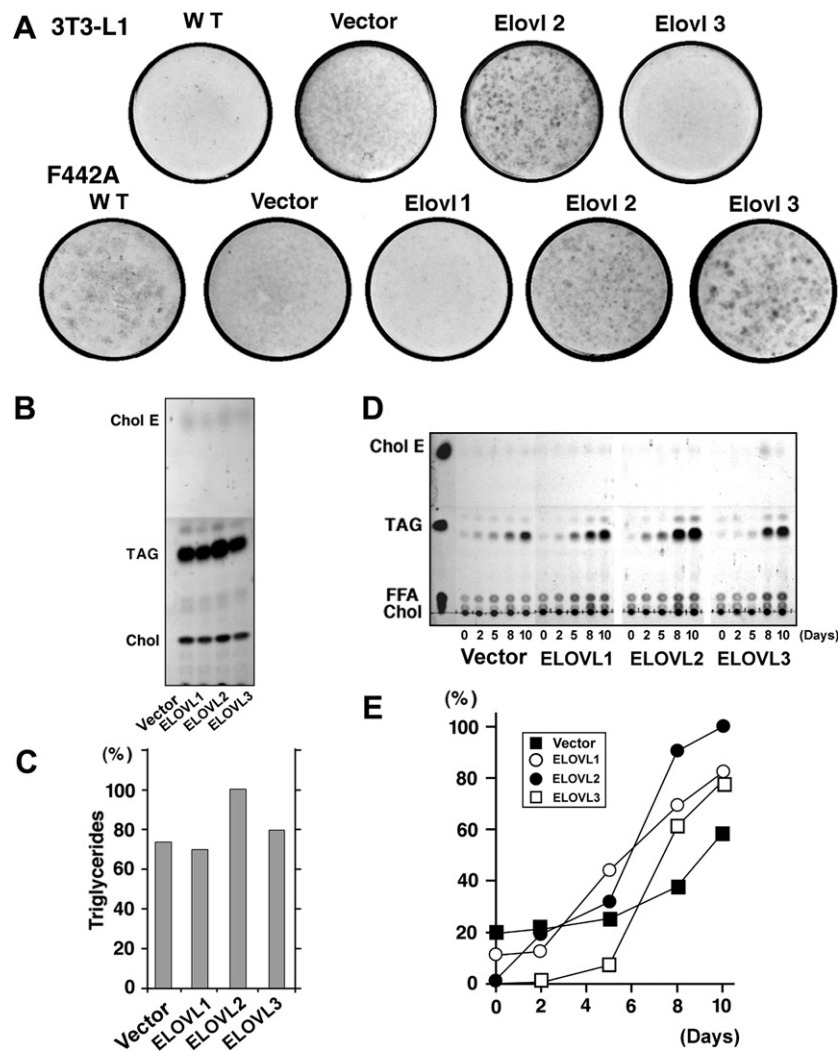 A 3T3-L1
W T Vector Elovl 2 Elovl 3
F442A
W T Vector Elovl 1 Elovl 2 Elovl 3
B
Chol E
TAG
Chol
Vector ELOVL1 ELOVL2 ELOVL3
C
(%)
100
80
60
40
20
0
Triglycerides
Vector ELOVL1 ELOVL2 ELOVL3
D
Chol E
TAG
FFA
Chol
0 2 5 8 10 0 2 5 8 10 0 2 5 8 10 0 2 5 8 10 (Days)
Vector ELOVL1 ELOVL2 ELOVL3
E
(%)
100
80
60
40
20
0
Vector
ELOVL1
ELOVL2
ELOVL3
0 2 4 6 8 10
(Days)